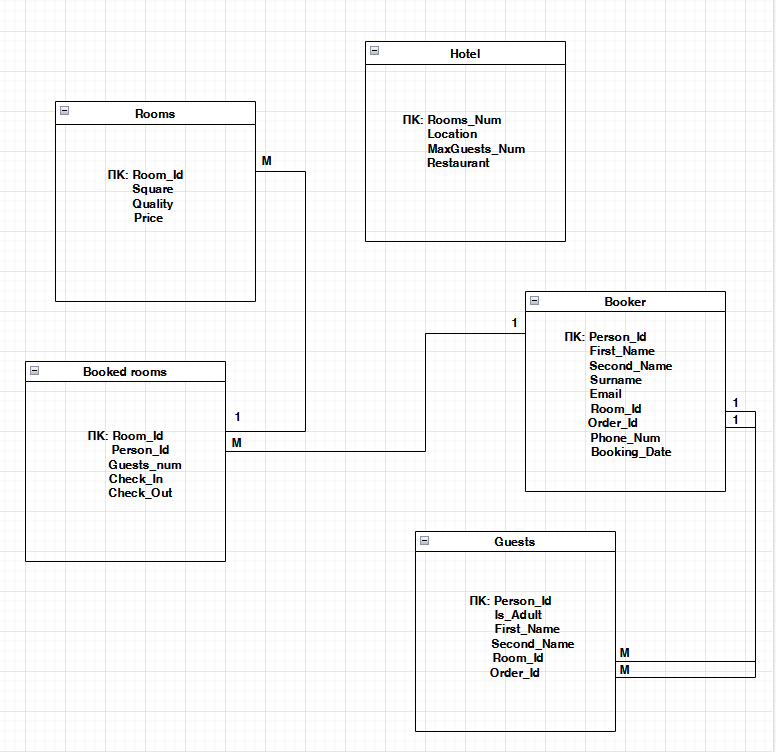 Hotel
ПК: Rooms_Num
Location
MaxGuests_Num
Restaurant
Rooms
ПК: Room_Id
Square
Quality
Price
M
Booker
1
ПК: Person_Id
First_Name
Second_Name
Surname
Email
Room_Id
Order_Id
Phone_Num
Booking_Date
1
1
Booked rooms
1
M
ПК: Room_Id
Person_Id
Guests_num
Check_In
Check_Out
Guests
ПК: Person_Id
Is_Adult
First_Name
Second_Name
Room_Id
Order_Id
M
M